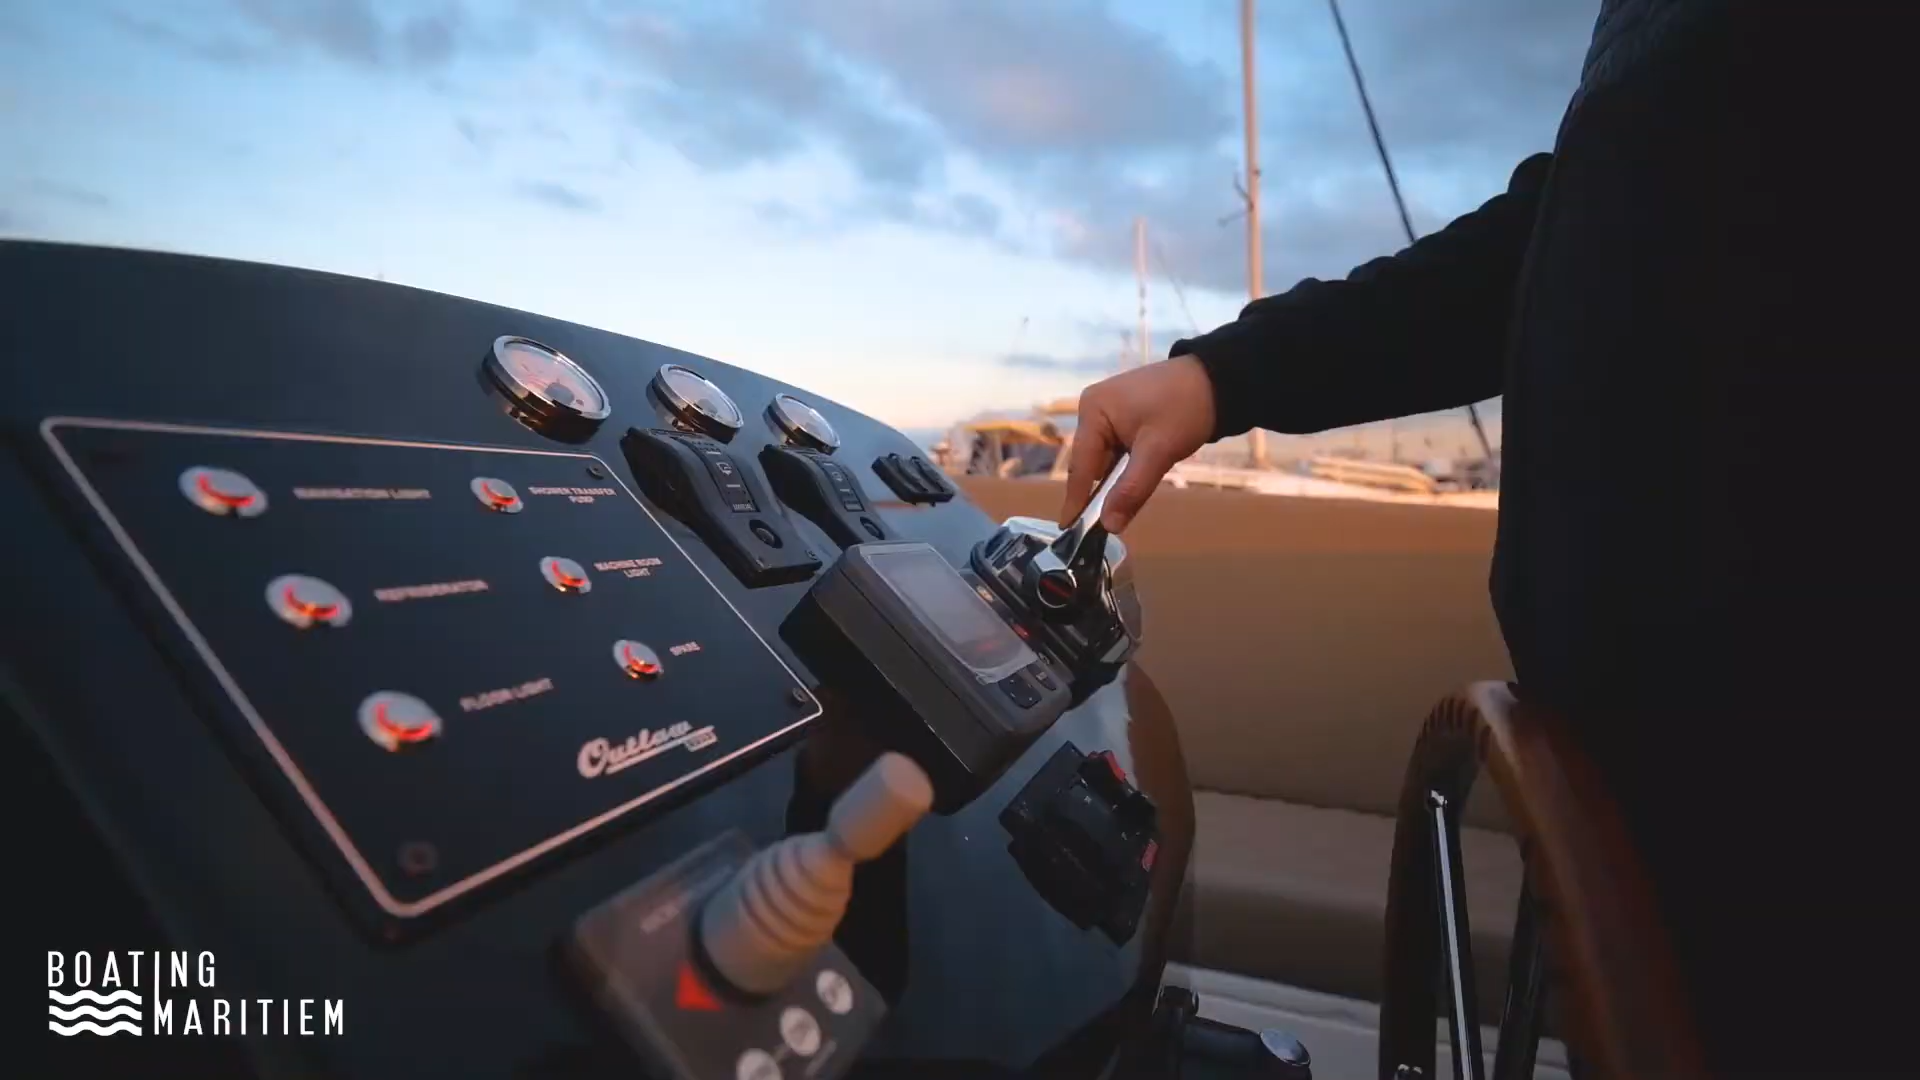 NAVIGATION LIGHT
SHOWER TRANSFER
PUMP
REFRIGERATOR
MACHINE ROOM
LIGHT
FLOOR LIGHT
SPARE
Outlaw
BOATING
MARITIEM